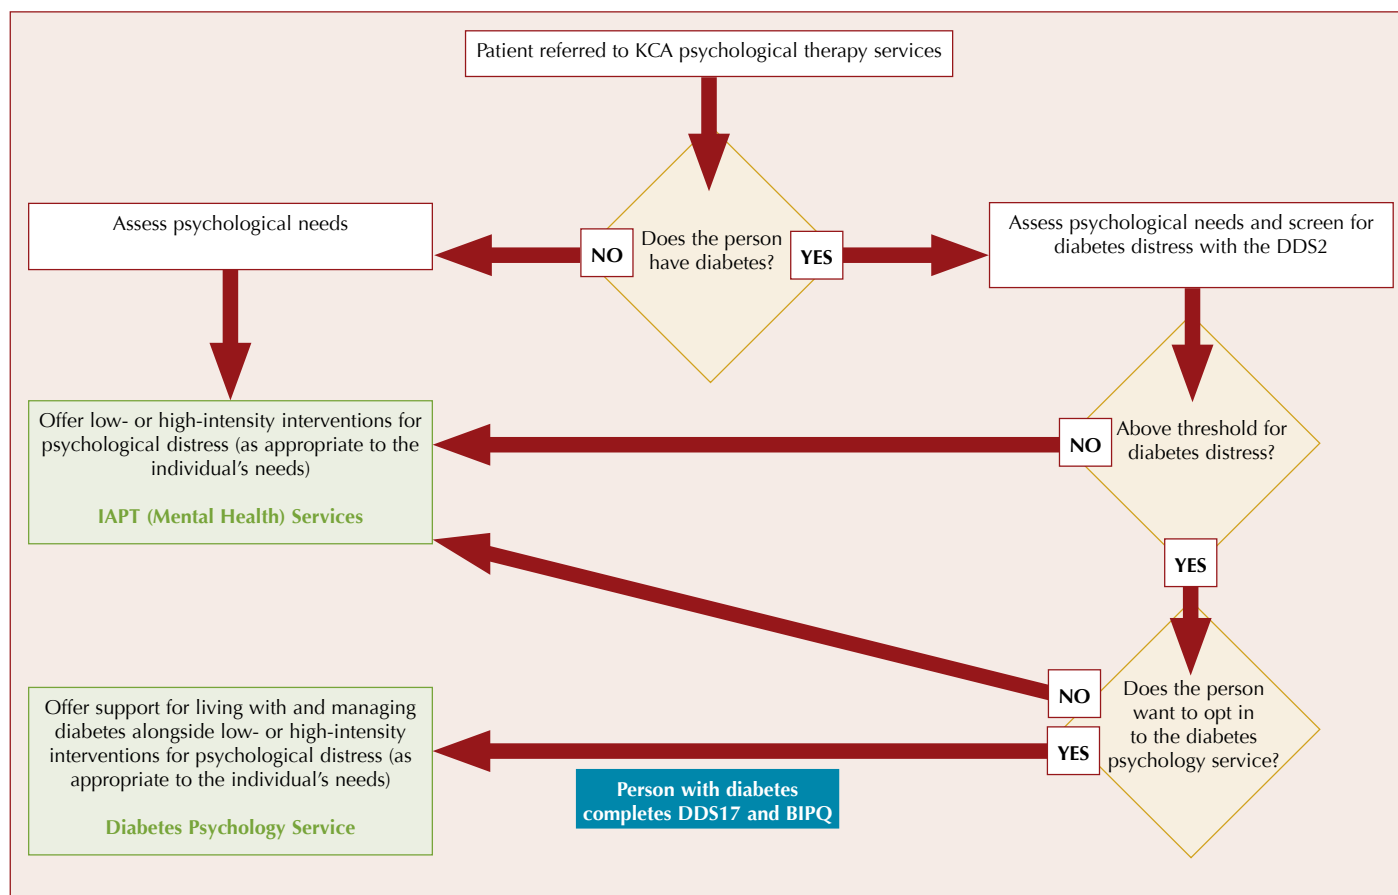 Patient referred to KCA psychological therapy services
Does the person
have diabetes?
NO
YES
Assess psychological needs
Assess psychological needs and screen for
diabetes distress with the DDS2
Offer low- or high-intensity interventions for
psychological distress (as appropriate to the
individual’s needs)
IAPT (Mental Health) Services
NO
Above threshold for
diabetes distress?
YES
NO
YES
Does the person
want to opt in
to the diabetes
psychology service?
Offer support for living with and managing
diabetes alongside low- or high-intensity
interventions for psychological distress (as
appropriate to the individual’s needs)
Diabetes Psychology Service
Person with diabetes
completes DDS17 and BIPQ